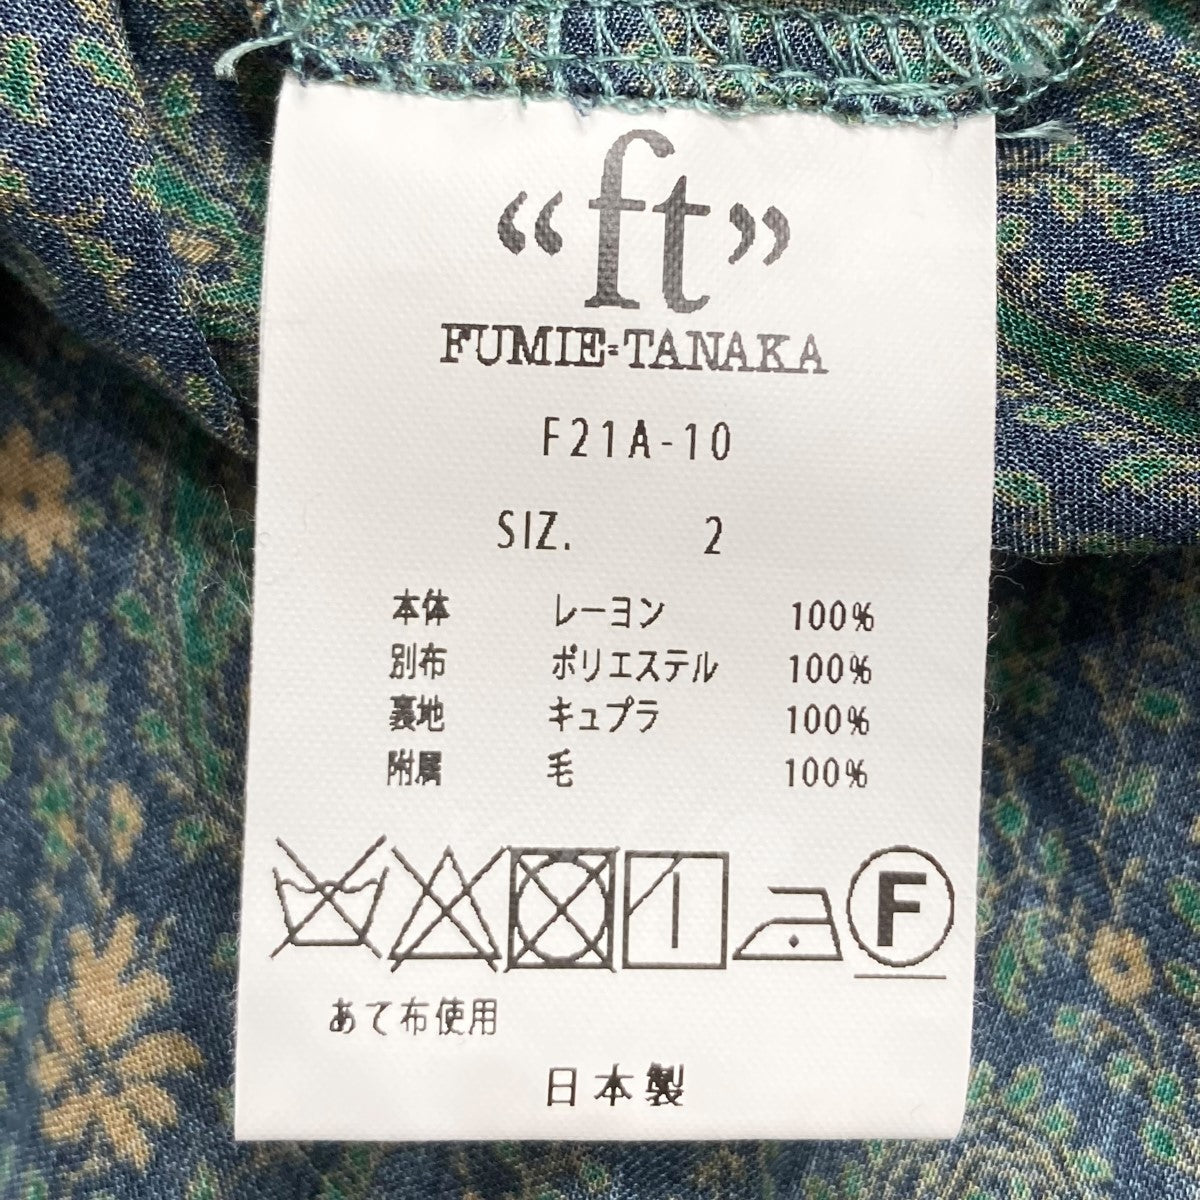 “ft”
FUMIE=TANAKA
F21A-10
SIZ. 2
本体 レーヨン 100%
別布 ポリエステル 100%
裏地 キュプラ 100%
附属 毛 100%
F
あて布使用
日本製